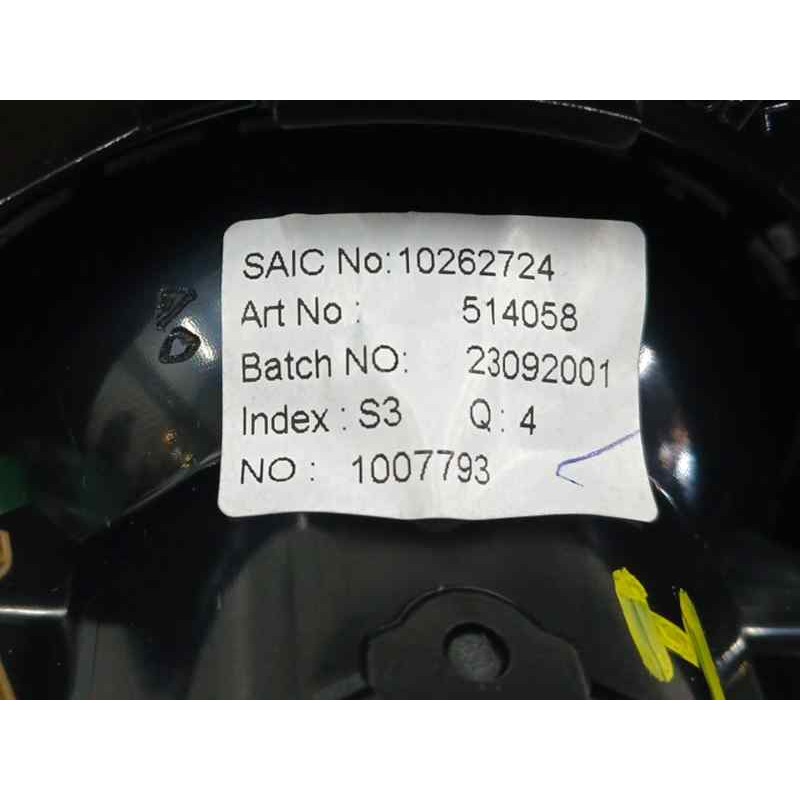 SAIC No: 10262724
Art No : 514058
Batch NO: 23092001
Index : S3 Q: 4
NO : 1007793